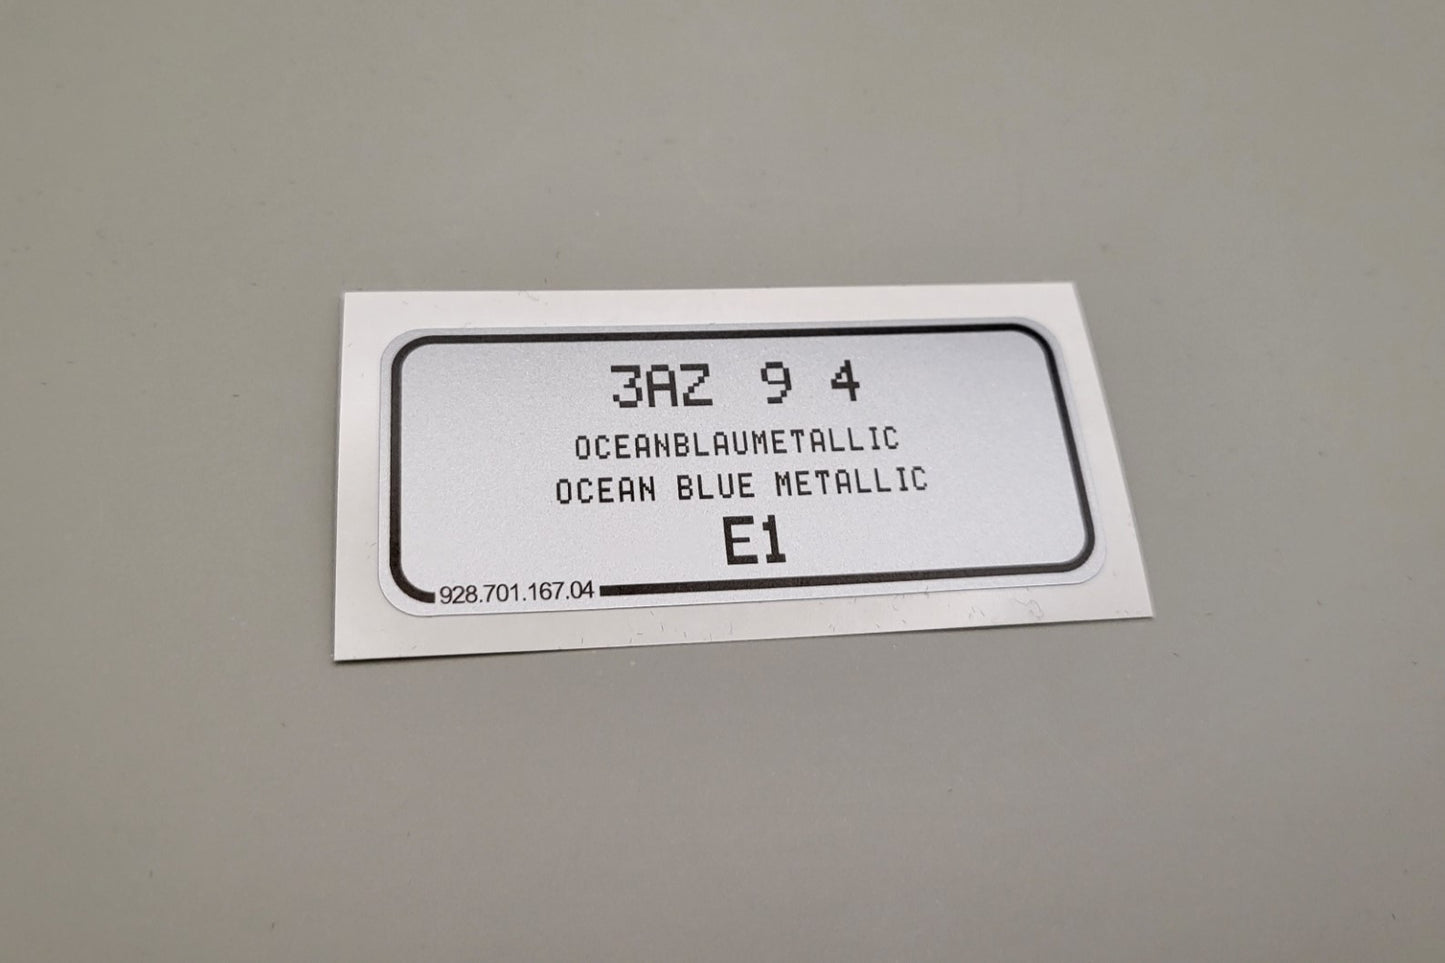 3AZ 9 4
OCEANBLAUMETALLIC
OCEAN BLUE METALLIC
E1
928.701.167.04